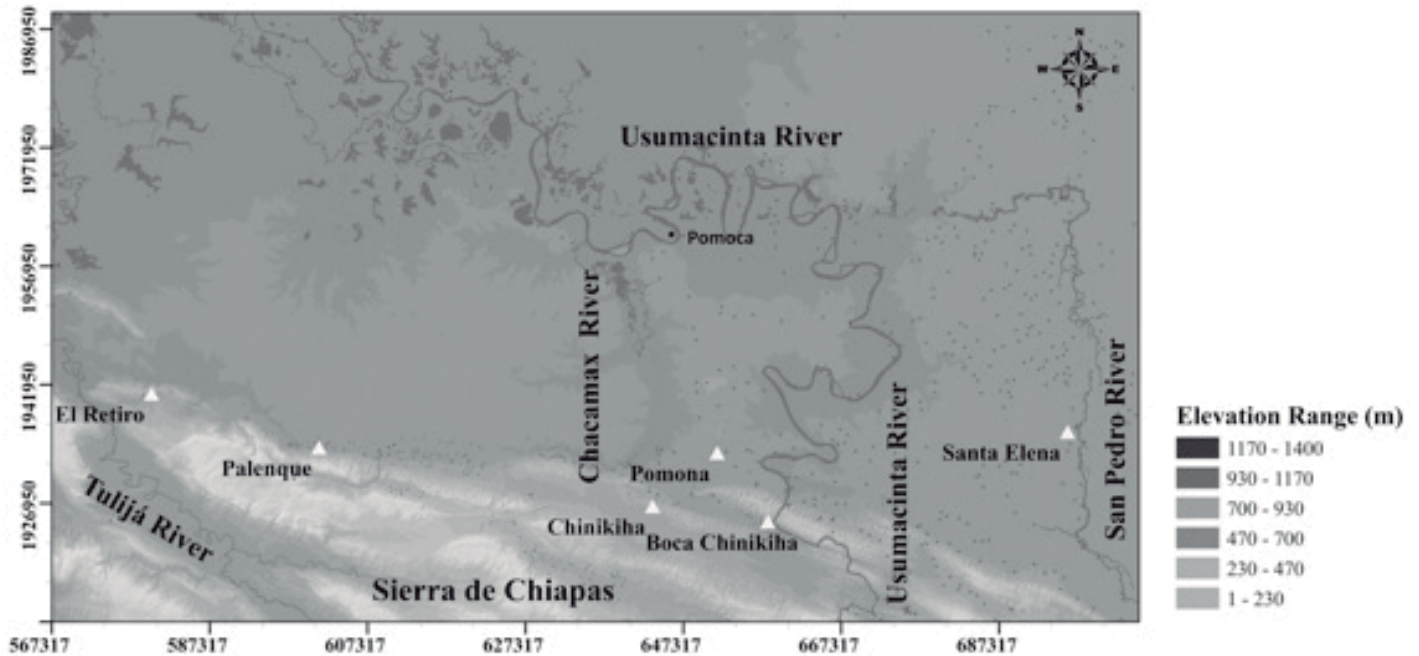 1986950
1971950
1956950
1941950
1926950
N
W E
S
Usumacinta River
Pomoca
Chacamax River
El Retiro
Palenque
Tulijá River
Pomona
Chinikiha
Boca Chinikiha
Usumacinta River
Santa Elena
San Pedro River
Sierra de Chiapas
567317 587317 607317 627317 647317 667317 687317
Elevation Range (m)
1170 - 1400
930 - 1170
700 - 930
470 - 700
230 - 470
1 - 230